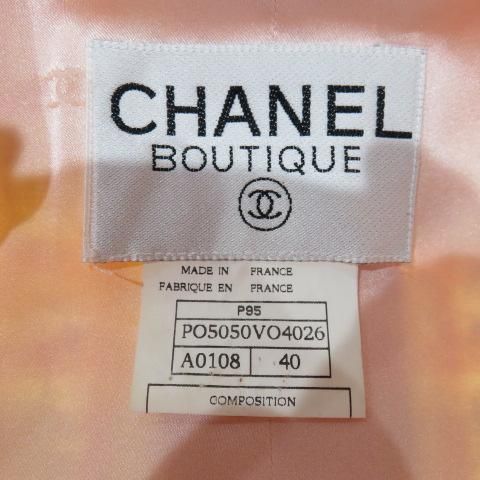 CHANEL
BOUTIQUE
MADE IN FRANCE
FABRIQUE EN FRANCE
P95
PO5050VO4026
A0108 40
COMPOSITION